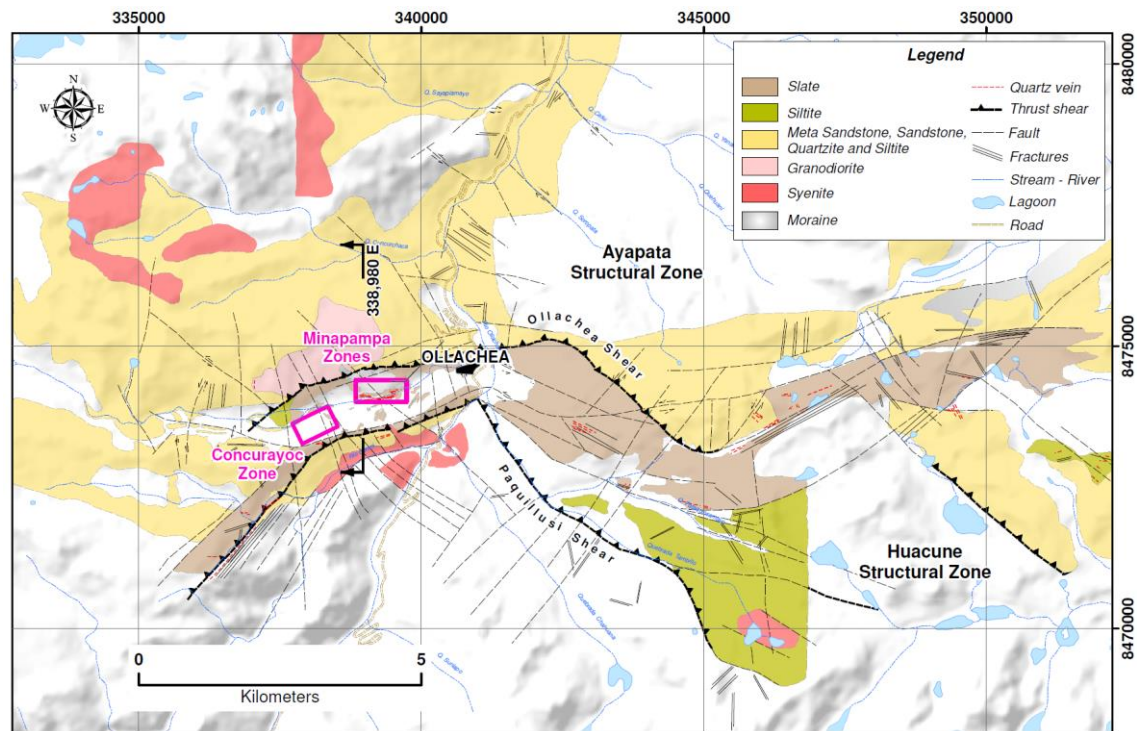 335000
340000
345000
350000
8480000
8475000
8470000
N
W
E
S
Legend
Slate
Siltite
Meta Sandstone, Sandstone,
Quartzite and Siltite
Granodiorite
Syenite
Moraine
Quartz vein
Thrust shear
Fault
Fractures
Stream - River
Lagoon
Road
Ayapata
Structural Zone
338,980 E
Minapampa
Zones
OLLACHEA
Ollachea Shear
Concurayoc
Zone
Paquillusi Shear
Huacune
Structural Zone
0
5
Kilometers